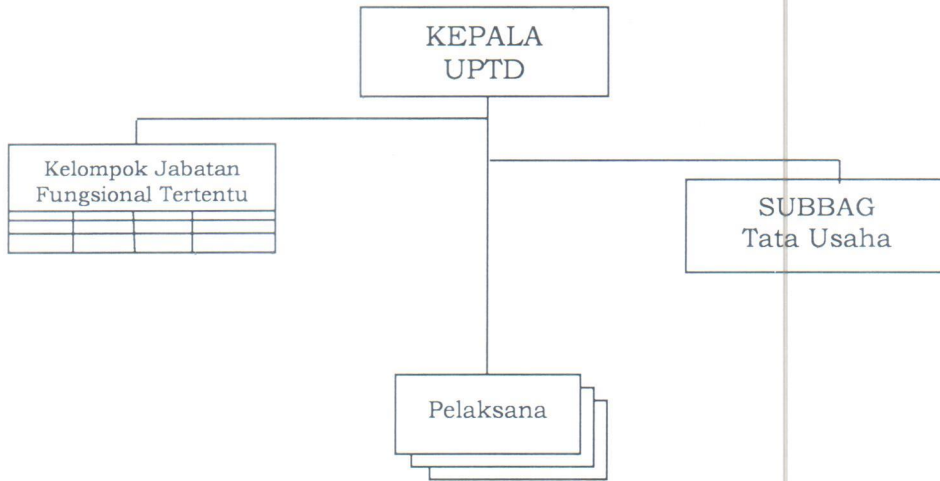 KEPALA
UPTD
Kelompok Jabatan
Fungsional Tertentu
SUBBAG
Tata Usaha
Pelaksana